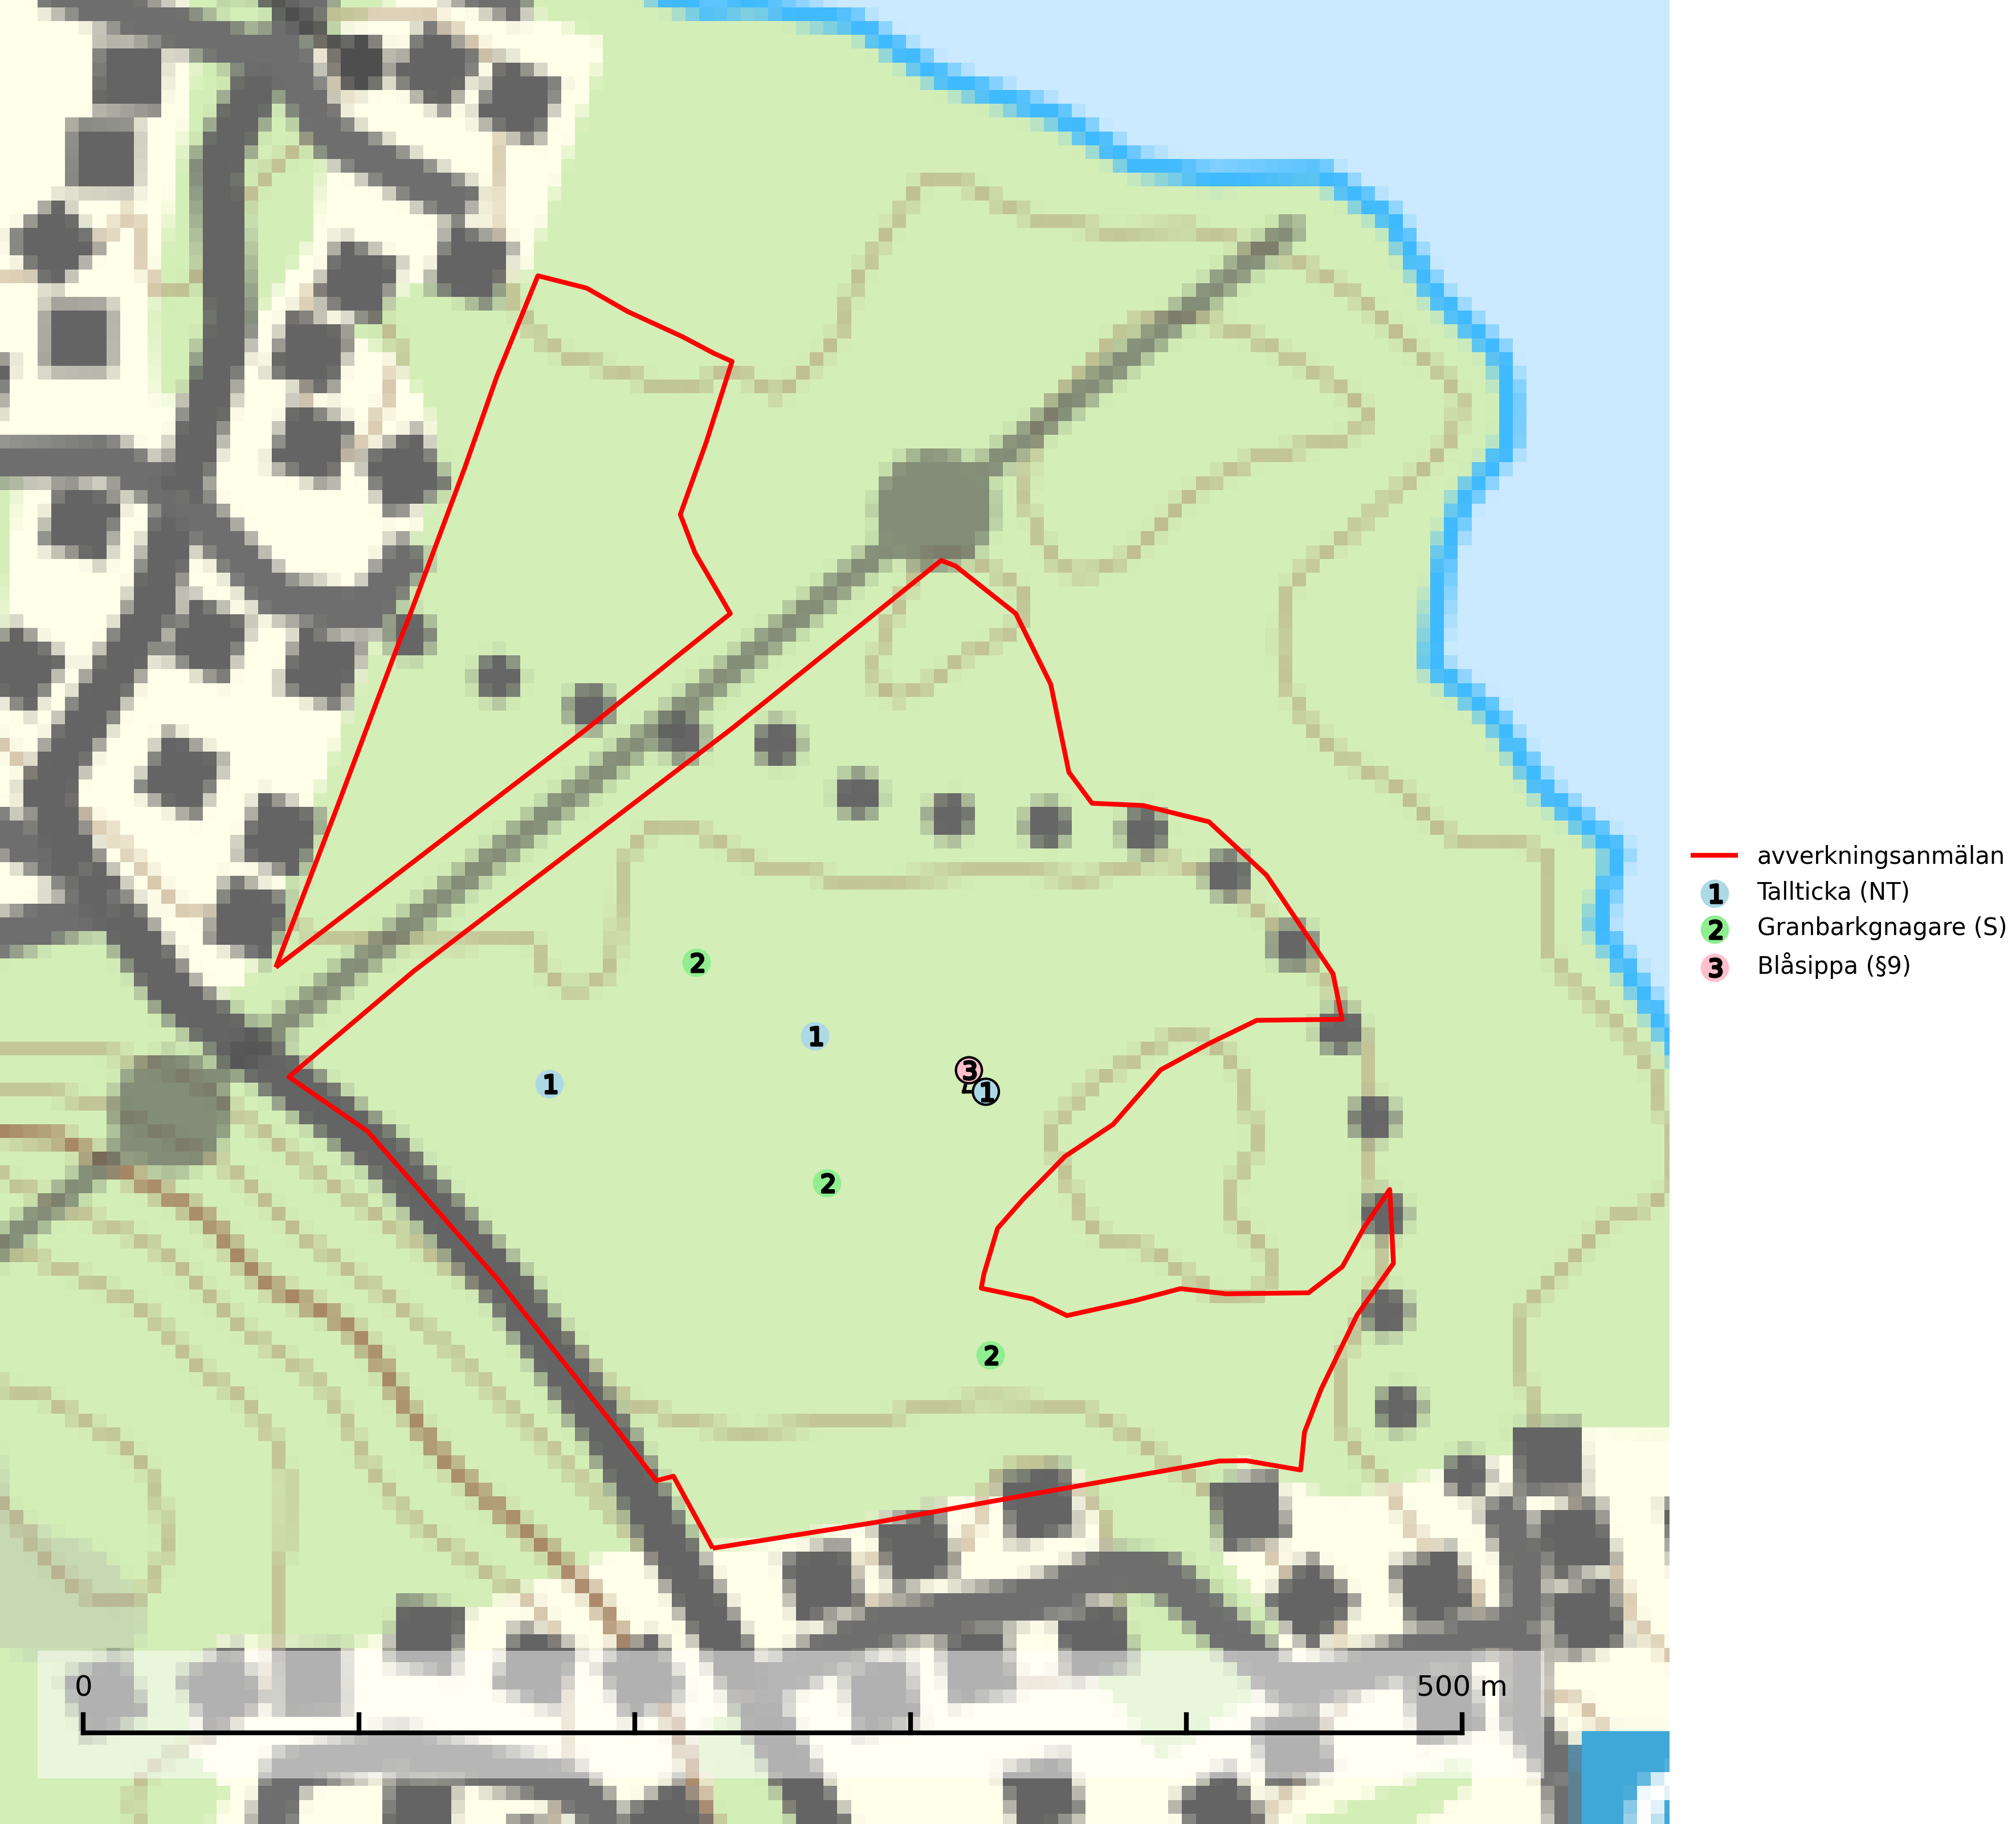 avverkningsanmälan
1 Tallticka (NT)
2 Granbarkgnagare (S)
3 Blåsippa (§9)
2
1
3
1
1
2
2
0
500 m